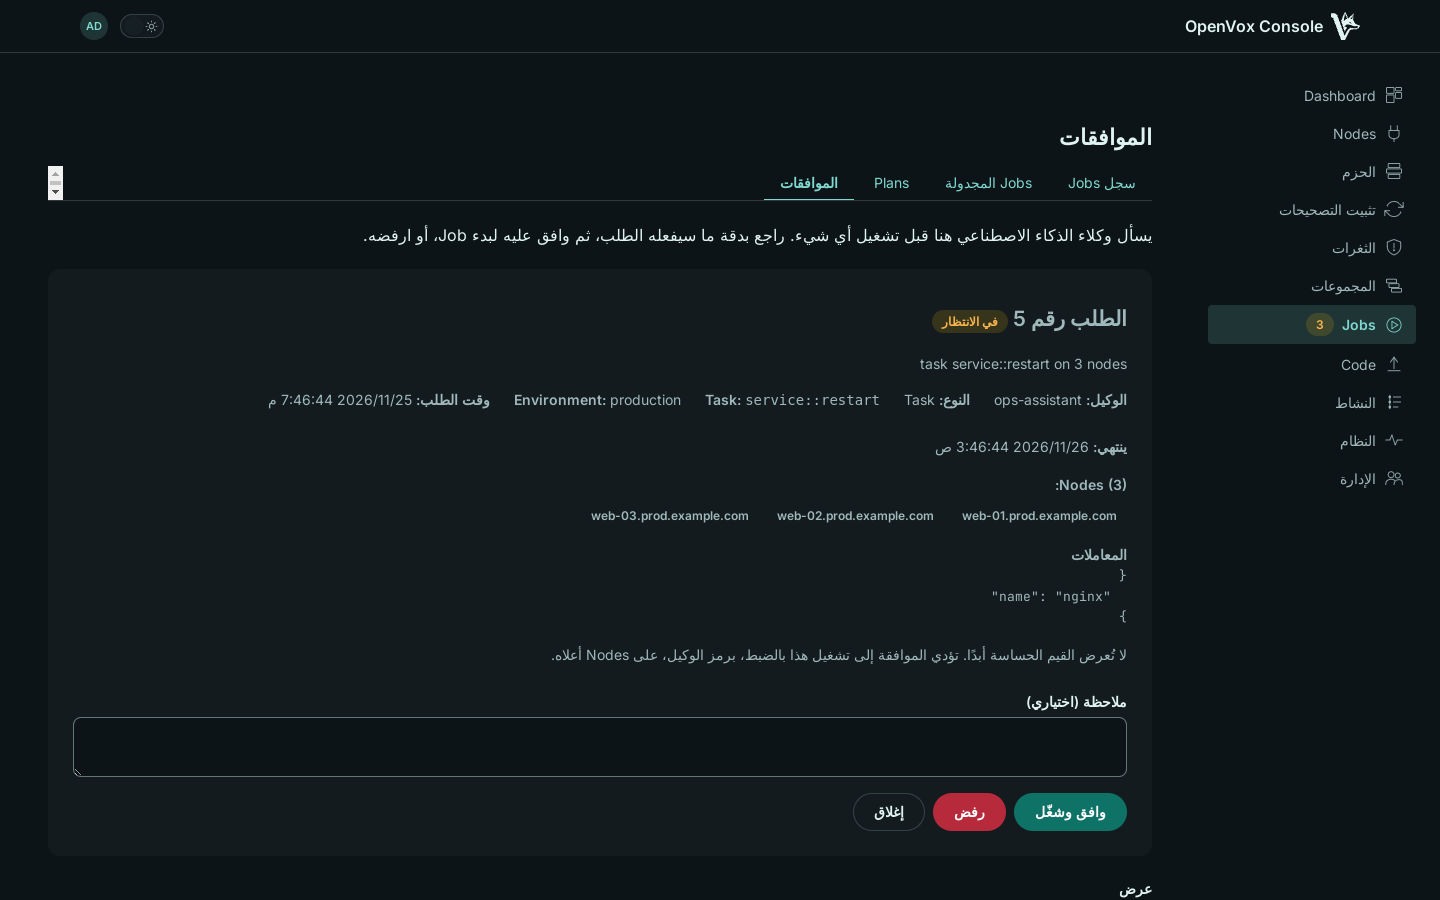 OpenVox Console
AD
Dashboard
Nodes
الحزم
تثبيت التصحيحات
الثغرات
المجموعات
Jobs 3
Code
النشاط
النظام
الإدارة
الموافقات
سجل Jobs
Jobs المجدولة
Plans
الموافقات
يسأل وكلاء الذكاء الاصطناعي هنا قبل تشغيل أي شيء. راجع بدقة ما سيفعله الطلب، ثم وافق عليه لبدء Job، أو ارفضه.
الطلب رقم 5 في الانتظار
task service::restart on 3 nodes
الوكيل: ops-assistant النوع: Task Task: service::restart Environment: production وقت الطلب: 2026/11/25 7:46:44 م
ينتهي: 2026/11/26 3:46:44 ص
Nodes (3):
web-01.prod.example.com web-02.prod.example.com web-03.prod.example.com
المعاملات
{
"name": "nginx"
}
لا تُعرض القيم الحساسة أبدًا. تؤدي الموافقة إلى تشغيل هذا بالضبط، برمز الوكيل، على Nodes أعلاه.
ملاحظة (اختياري)
وافق وشغّل
رفض
إغلاق
عرض